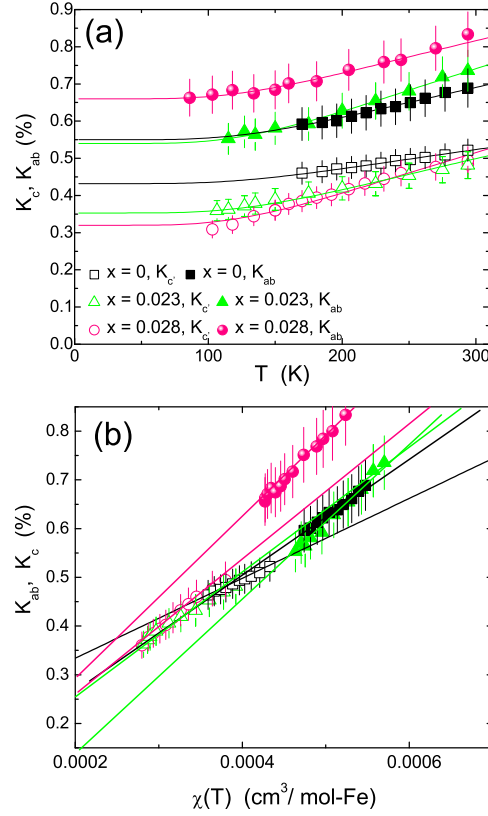 (a)
0.9
0.8
0.7
0.6
0.5
0.4
0.3
0.2
0.1
0.0
K_c, K_ab (%)
x = 0, K_c' x = 0, K_ab
x = 0.023, K_c' x = 0.023, K_ab
x = 0.028, K_c' x = 0.028, K_ab
0 100 200 300
T (K)
(b)
0.8
0.7
0.6
0.5
0.4
0.3
0.2
K_ab, K_c (%)
0.0002 0.0004 0.0006
χ(T) (cm³/ mol-Fe)